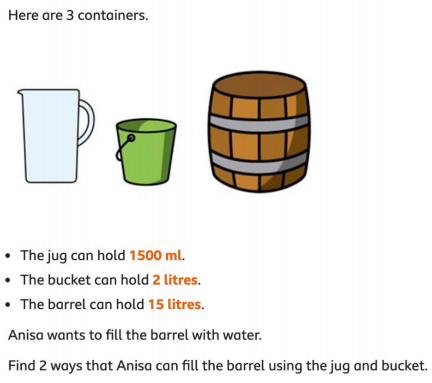 Here are 3 containers.
• The jug can hold 1500 ml.
• The bucket can hold 2 litres.
• The barrel can hold 15 litres.
Anisa wants to fill the barrel with water.
Find 2 ways that Anisa can fill the barrel using the jug and bucket.